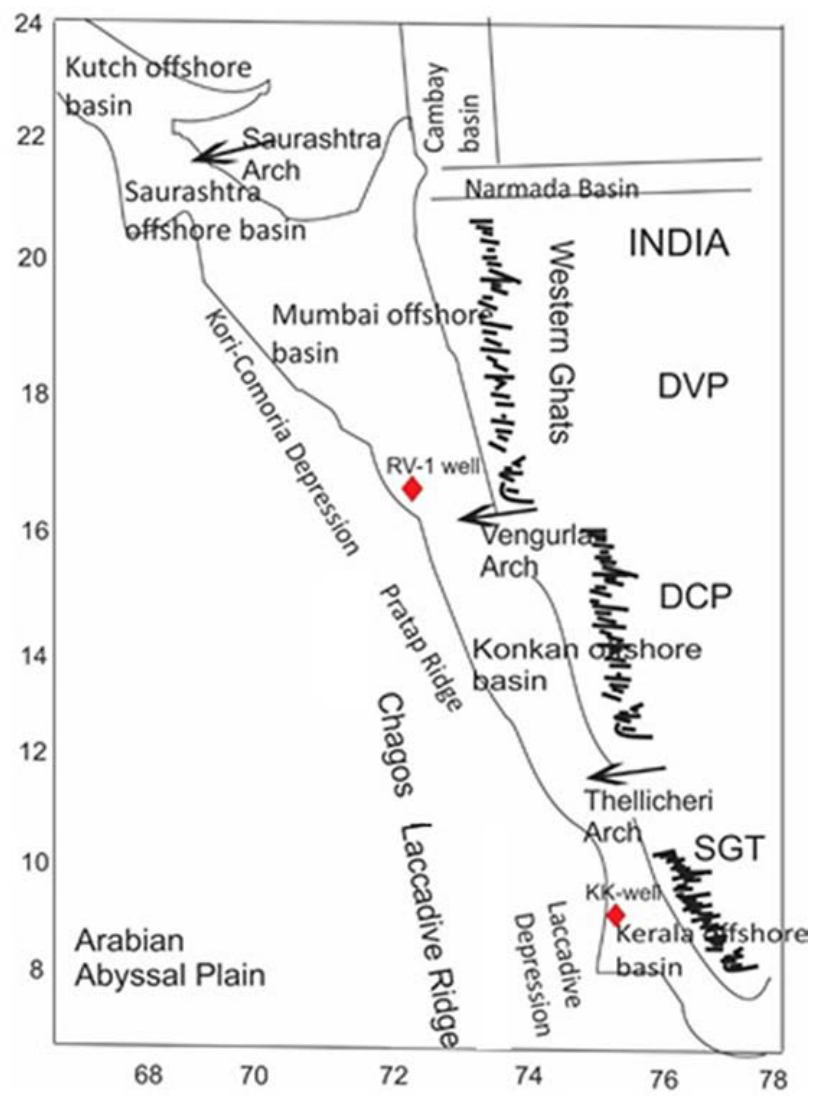 24
Kutch offshore
basin
Cambay
basin
22
Saurashtra
Arch
Saurashtra
offshore basin
Narmada Basin
20
INDIA
Mumbai offshore
basin
Western Ghats
Kori-Comoria Depression
18
DVP
RV-1 well
16
Vengurla
Arch
DCP
Pratap Ridge
14
Konkan offshore
basin
Chagos
12
Thellicheri
Arch
Laccadive Ridge
10
SGT
KK-well
Laccadive
Depression
Kerala offshore
basin
Arabian
Abyssal Plain
8
68 70 72 74 76 78